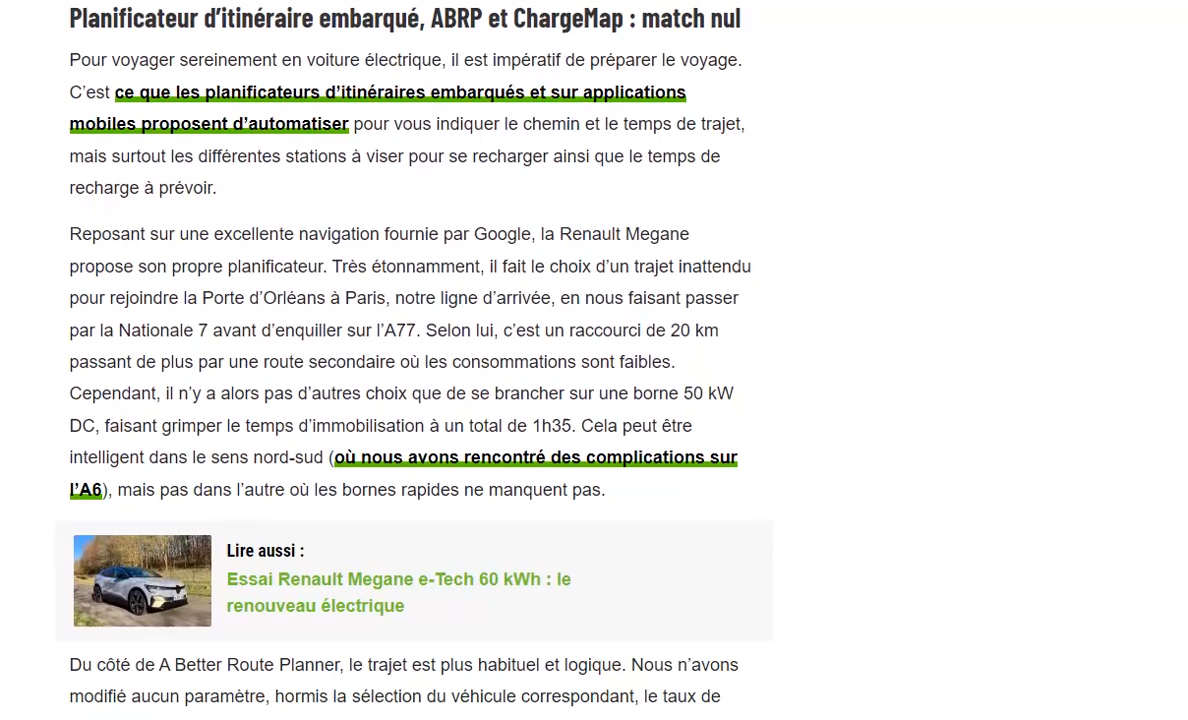 Planificateur d’itinéraire embarqué, ABRP et ChargeMap : match nul
Pour voyager sereinement en voiture électrique, il est impératif de préparer le voyage.
C’est ce que les planificateurs d’itinéraires embarqués et sur applications
mobiles proposent d’automatiser pour vous indiquer le chemin et le temps de trajet,
mais surtout les différentes stations à viser pour se recharger ainsi que le temps de
recharge à prévoir.
Reposant sur une excellente navigation fournie par Google, la Renault Megane
propose son propre planificateur. Très étonnamment, il fait le choix d’un trajet inattendu
pour rejoindre la Porte d’Orléans à Paris, notre ligne d’arrivée, en nous faisant passer
par la Nationale 7 avant d’enquiller sur l’A77. Selon lui, c’est un raccourci de 20 km
passant de plus par une route secondaire où les consommations sont faibles.
Cependant, il n’y a alors pas d’autres choix que de se brancher sur une borne 50 kW
DC, faisant grimper le temps d’immobilisation à un total de 1h35. Cela peut être
intelligent dans le sens nord-sud (où nous avons rencontré des complications sur
l’A6), mais pas dans l’autre où les bornes rapides ne manquent pas.
Lire aussi :
Essai Renault Megane e-Tech 60 kWh : le
renouveau électrique
Du côté de A Better Route Planner, le trajet est plus habituel et logique. Nous n’avons
modifié aucun paramètre, hormis la sélection du véhicule correspondant, le taux de